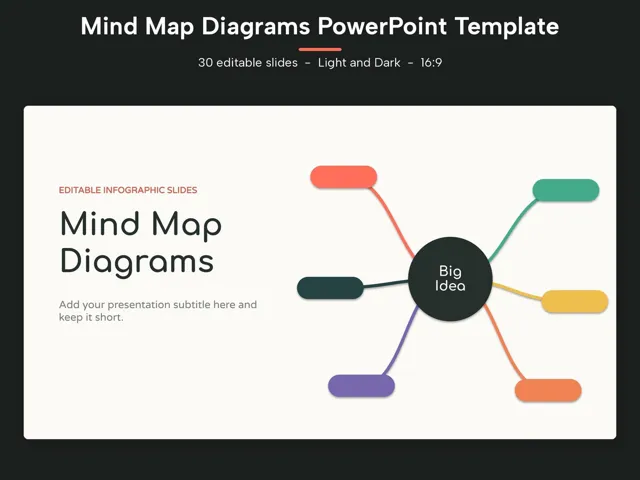 Mind Map Diagrams PowerPoint Template
30 editable slides – Light and Dark – 16:9
EDITABLE INFOGRAPHIC SLIDES
Mind Map
Diagrams
Add your presentation subtitle here and
keep it short.
Big
Idea